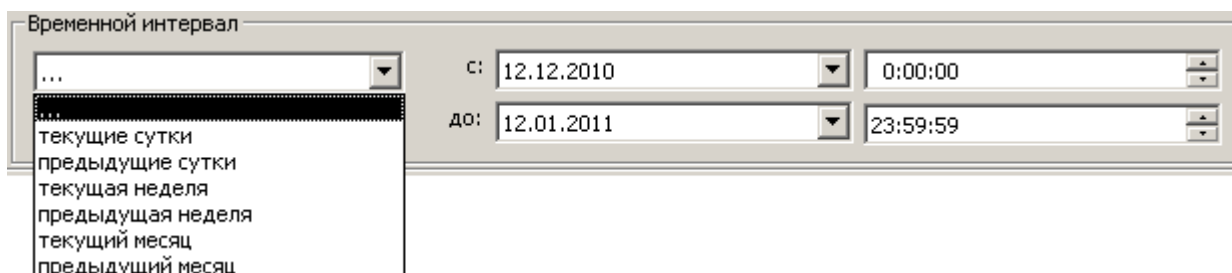 Временной интервал
... с: 12.12.2010 0:00:00
... до: 12.01.2011 23:59:59
текущие сутки
предыдущие сутки
текущая неделя
предыдущая неделя
текущий месяц
предыдущий месяц